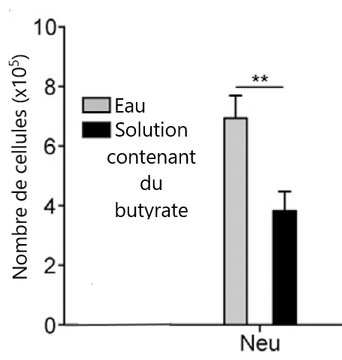 10
8
6
4
2
0
Nombre de cellules (x10⁵)
Eau
Solution
contenant
du
butyrate
**
Neu